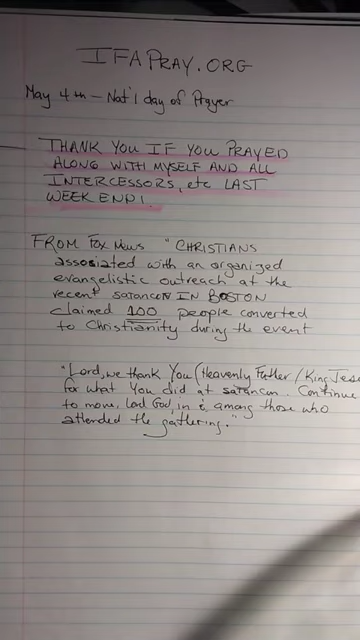 IFAPRAY.ORG
May 4th - Nat'l day of Prayer
THANK YOU IF YOU PRAYED
ALONG WITH MYSELF AND ALL
INTERCESSORS, etc LAST
WEEK END!
FROM FOX News "CHRISTIANS
associated with an organized
evangelistic outreach at the
recent satancon IN BOSTON
claimed 100 people converted
to Christianity during the event
"Lord, we thank You (Heavenly Father / King Jesu
for what You did at satancon. Continue
to move, Lord God, in &, among those who
attended the gathering."